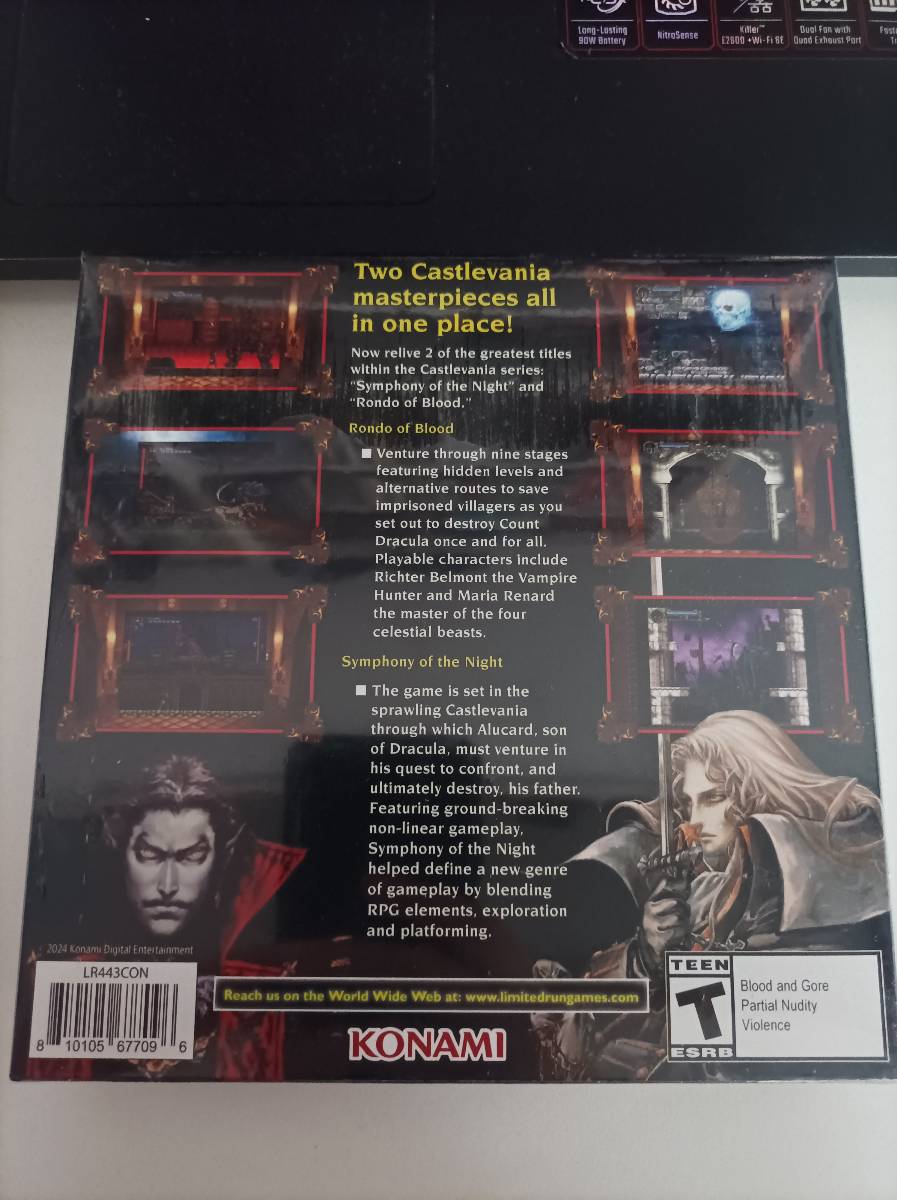 Long-Lasting
90W Battery
NitroSense
Killer™
E2600 +Wi-Fi 6E
Dual Fan with
Quad Exhaust Port
Two Castlevania
masterpieces all
in one place!
Now relive 2 of the greatest titles
within the Castlevania series:
"Symphony of the Night" and
"Rondo of Blood."
Rondo of Blood
■ Venture through nine stages
featuring hidden levels and
alternative routes to save
imprisoned villagers as you
set out to destroy Count
Dracula once and for all.
Playable characters include
Richter Belmont the Vampire
Hunter and Maria Renard
the master of the four
celestial beasts.
Symphony of the Night
■ The game is set in the
sprawling Castlevania
through which Alucard, son
of Dracula, must venture in
his quest to confront, and
ultimately destroy, his father.
Featuring ground-breaking
non-linear gameplay,
Symphony of the Night
helped define a new genre
of gameplay by blending
RPG elements, exploration
and platforming.
2024 Konami Digital Entertainment
LR443CON
8 10105 67709 6
Reach us on the World Wide Web at: www.limitedrungames.com
KONAMI
TEEN
T
ESRB
Blood and Gore
Partial Nudity
Violence